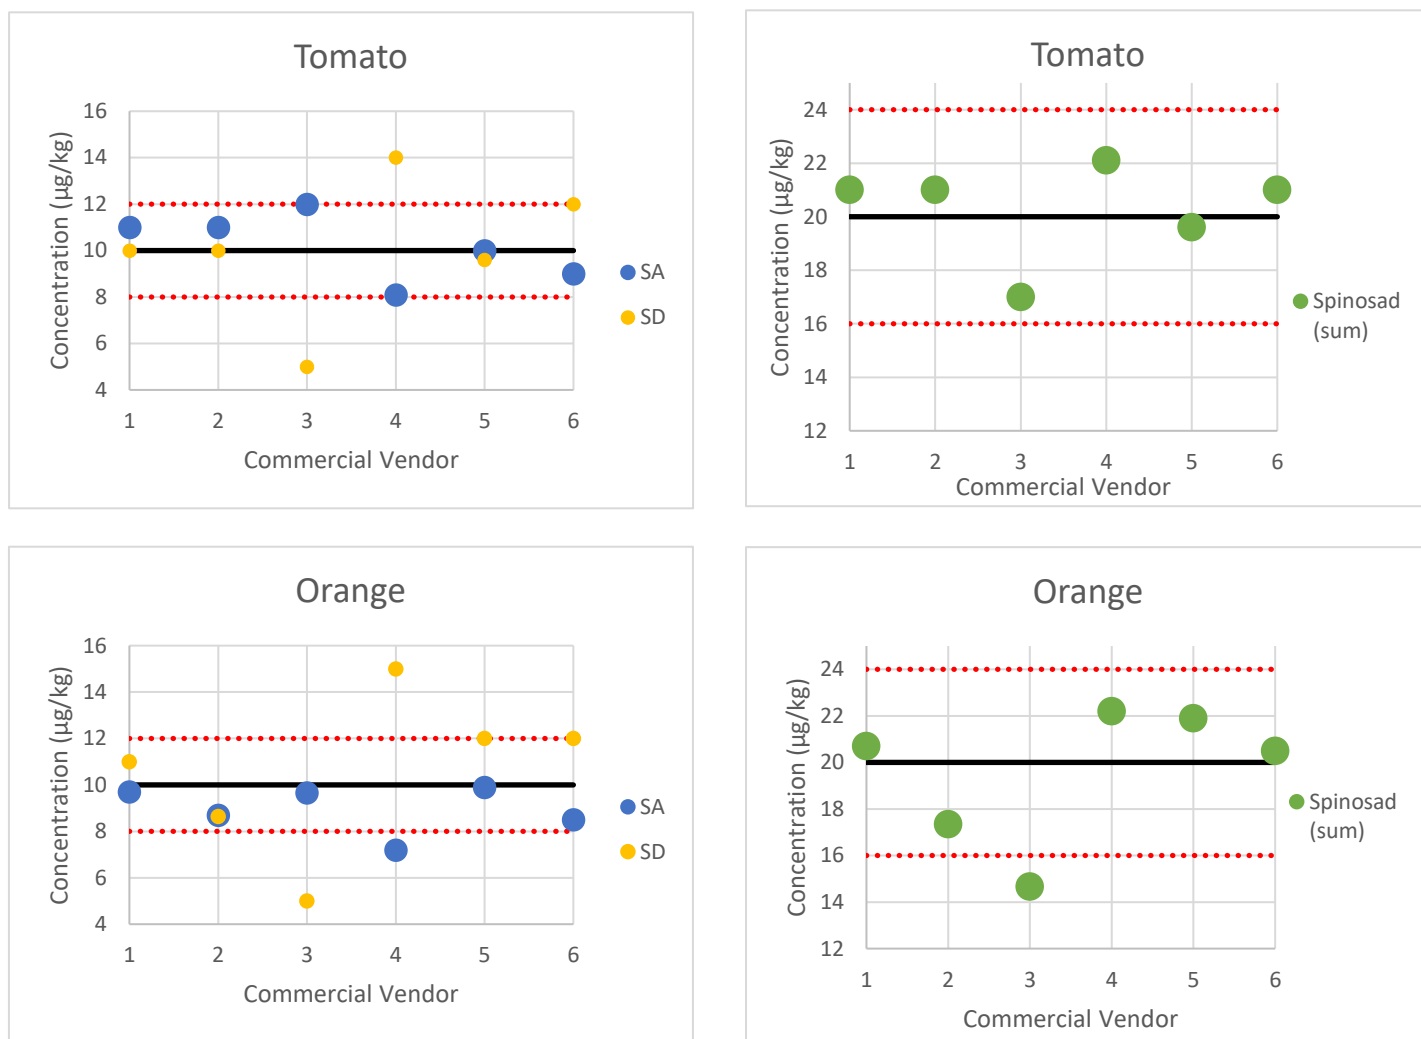 Tomato
16
14
12
10
8
6
4
Concentration (µg/kg)
1 2 3 4 5 6
Commercial Vendor
SA
SD
Tomato
24
22
20
18
16
14
12
Concentration (µg/kg)
1 2 3 4 5 6
Commercial Vendor
Spinosad
(sum)
Orange
16
14
12
10
8
6
4
Concentration (µg/kg)
1 2 3 4 5 6
Commercial Vendor
SA
SD
Orange
24
22
20
18
16
14
12
Concentration (µg/kg)
1 2 3 4 5 6
Commercial Vendor
Spinosad
(sum)